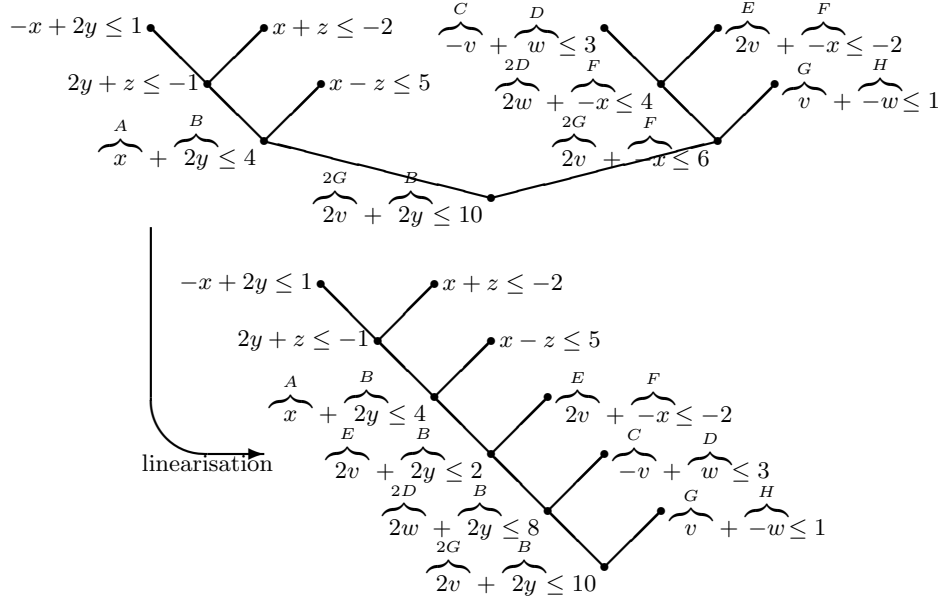 −x + 2y ≤ 1 x + z ≤ −2
C D
−v + w ≤ 3
E F
2v + −x ≤ −2
2y + z ≤ −1 x − z ≤ 5
2D F
2w + −x ≤ 4
G H
v + −w ≤ 1
A B
x + 2y ≤ 4
2G F
2v + −x ≤ 6
2G B
2v + 2y ≤ 10
−x + 2y ≤ 1 x + z ≤ −2
2y + z ≤ −1 x − z ≤ 5
A B
x + 2y ≤ 4
E F
2v + −x ≤ −2
linearisation
E B
2v + 2y ≤ 2
C D
−v + w ≤ 3
2D B
2w + 2y ≤ 8
G H
v + −w ≤ 1
2G B
2v + 2y ≤ 10